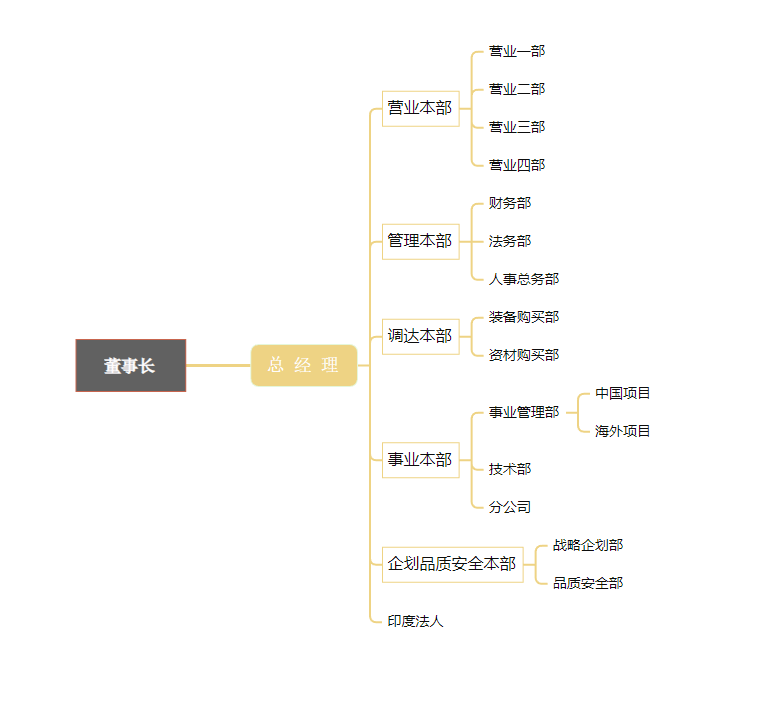 营业一部
营业二部
营业本部
营业三部
营业四部
财务部
管理本部
法务部
人事总务部
装备购买部
调达本部
资材购买部
董事长
总 经 理
中国项目
事业管理部
海外项目
事业本部
技术部
分公司
战略企划部
企划品质安全本部
品质安全部
印度法人